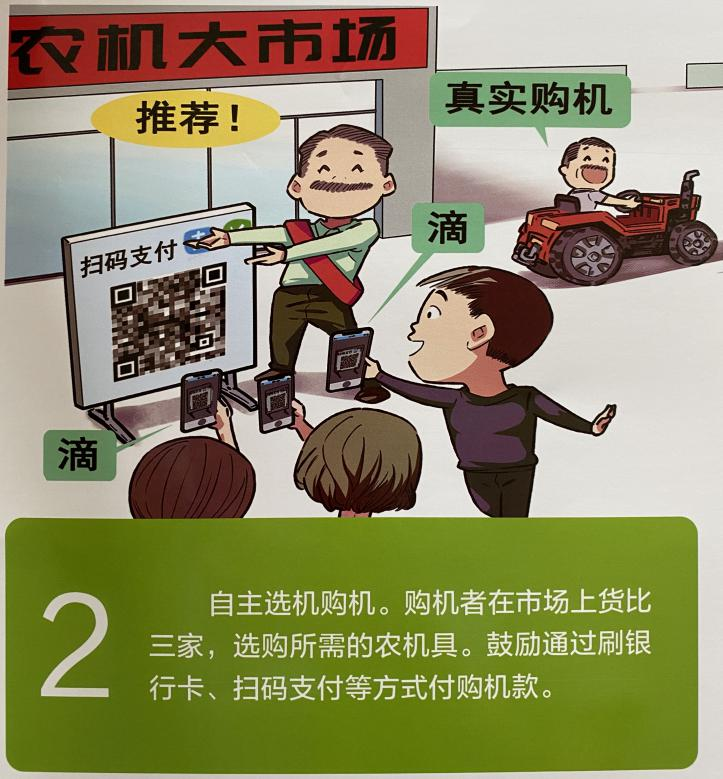 农机大市场
推荐！
真实购机
扫码支付
滴
滴
2
自主选机购机。购机者在市场上货比
三家，选购所需的农机具。鼓励通过刷银
行卡、扫码支付等方式付购机款。